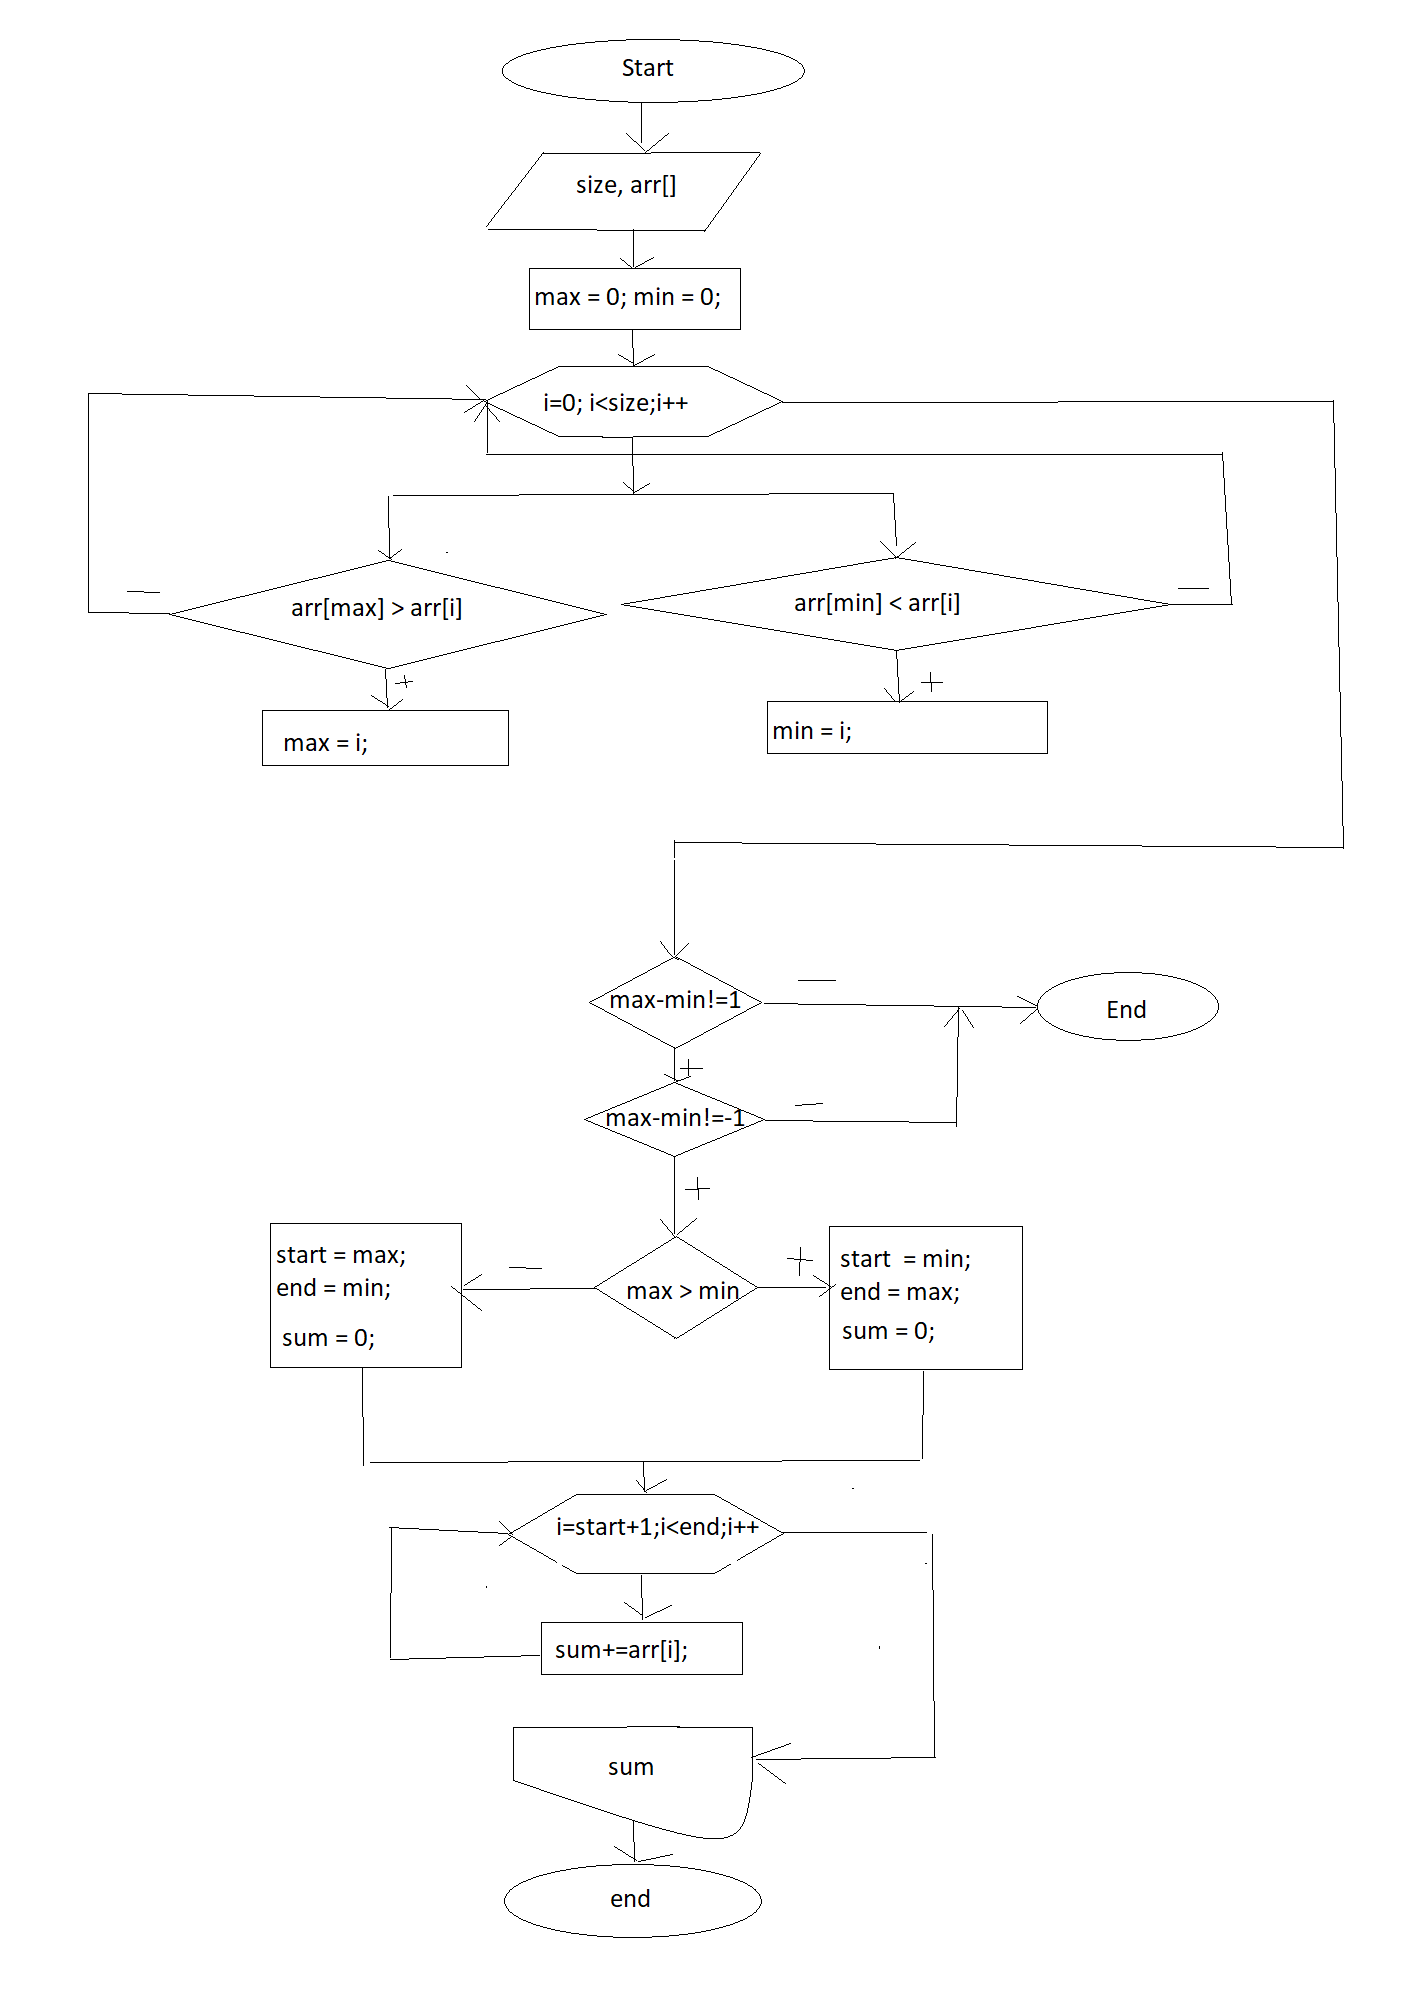 Start
size, arr[]
max = 0; min = 0;
i=0; i<size;i++
arr[max] > arr[i]
arr[min] < arr[i]
—
—
+
+
max = i;
min = i;
max-min!=1
—
End
+
max-min!=-1
—
+
start = max;
end = min;
sum = 0;
—
max > min
+
start  = min;
end = max;
sum = 0;
i=start+1;i<end;i++
sum+=arr[i];
sum
end